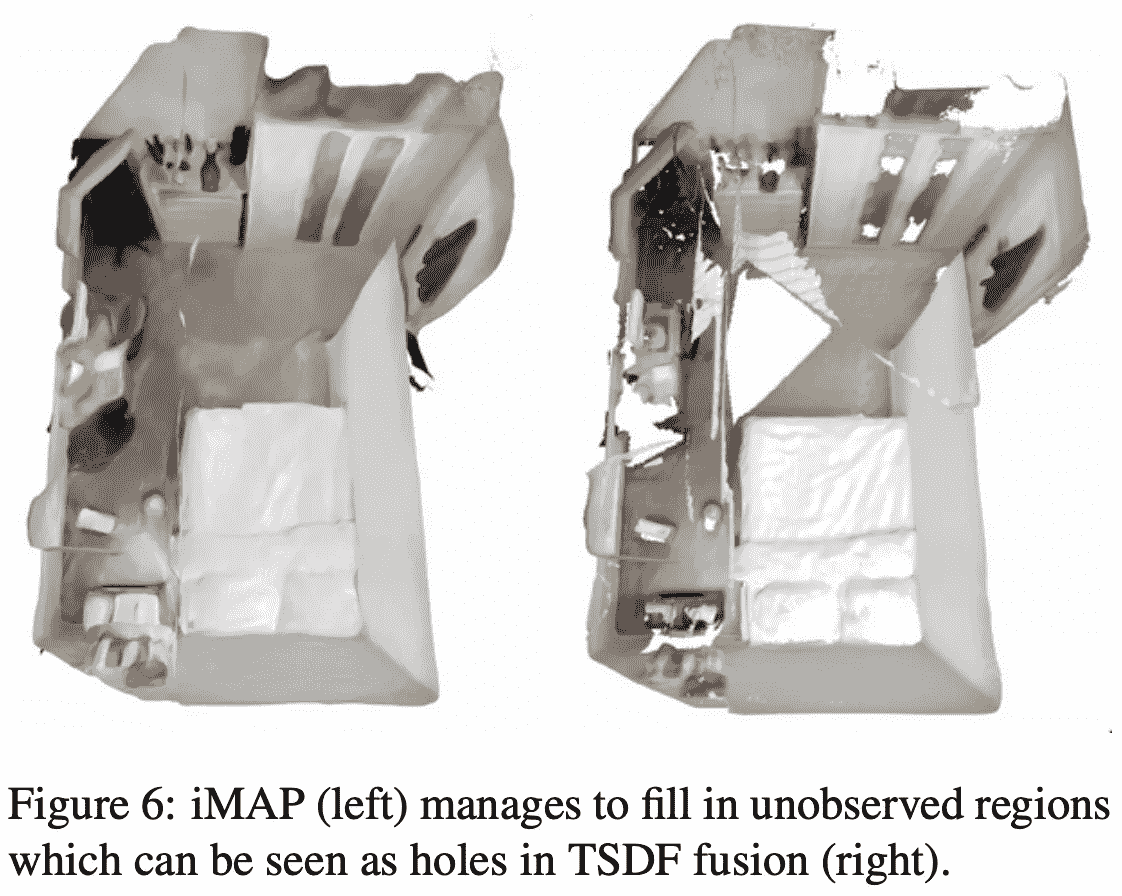 Figure 6: iMAP (left) manages to fill in unobserved regions
which can be seen as holes in TSDF fusion (right).